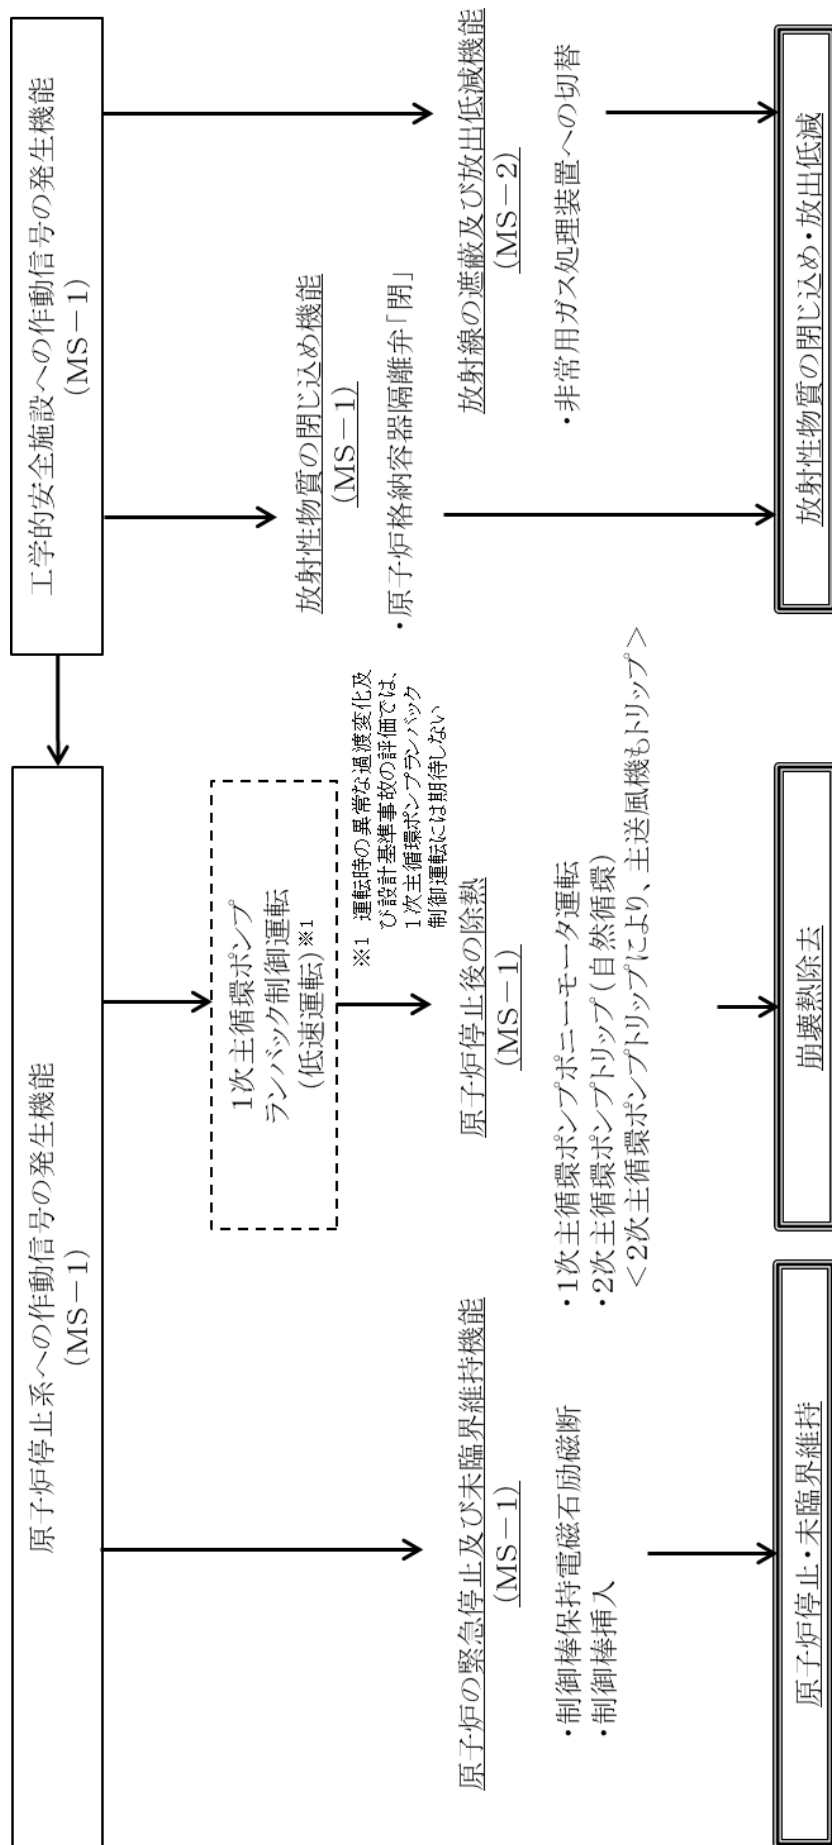 原子炉停止系への作動信号の発生機能
(MS-1)
工学的安全施設への作動信号の発生機能
(MS-1)
1次主循環ポンプ
ランバック制御運転
(低速運転)※1
※1 運転時の異常な過渡変化及
び設計基準事故の評価では、
1次主循環ポンプランバック
制御運転には期待しない
放射性物質の閉じ込め機能
(MS-1)
・原子炉格納容器隔離弁「閉」
原子炉の緊急停止及び未臨界維持機能
(MS-1)
・制御棒保持電磁石励磁断
・制御棒挿入
原子炉停止後の除熱
(MS-1)
・1次主循環ポンプポニーモータ運転
・2次主循環ポンプトリップ(自然循環)
<2次主循環ポンプトリップにより、主送風機もトリップ>
放射線の遮蔽及び放出低減機能
(MS-2)
・非常用ガス処理装置への切替
原子炉停止・未臨界維持
崩壊熱除去
放射性物質の閉じ込め・放出低減